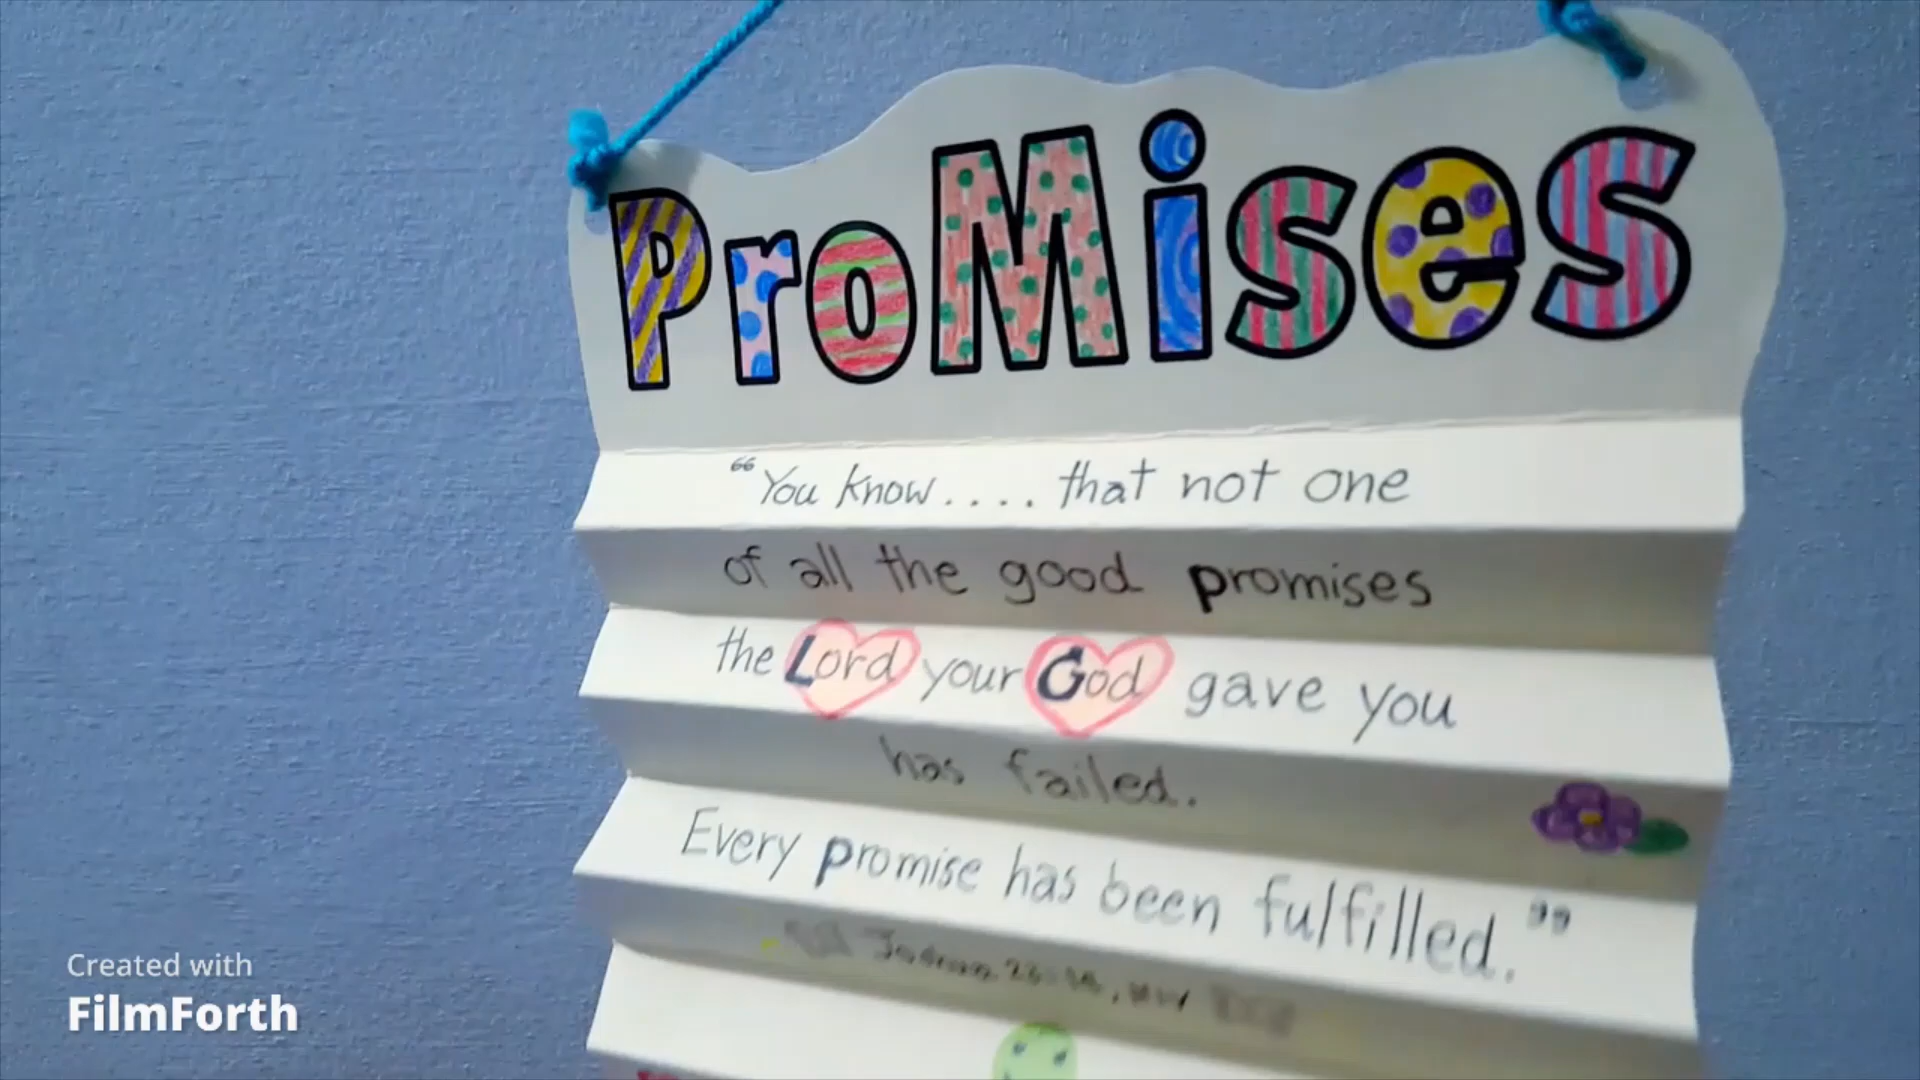 ProMises
“You know.... that not one
of all the good promises
the Lord your God gave you
has failed.
Every promise has been fulfilled.”
Created with
FilmForth